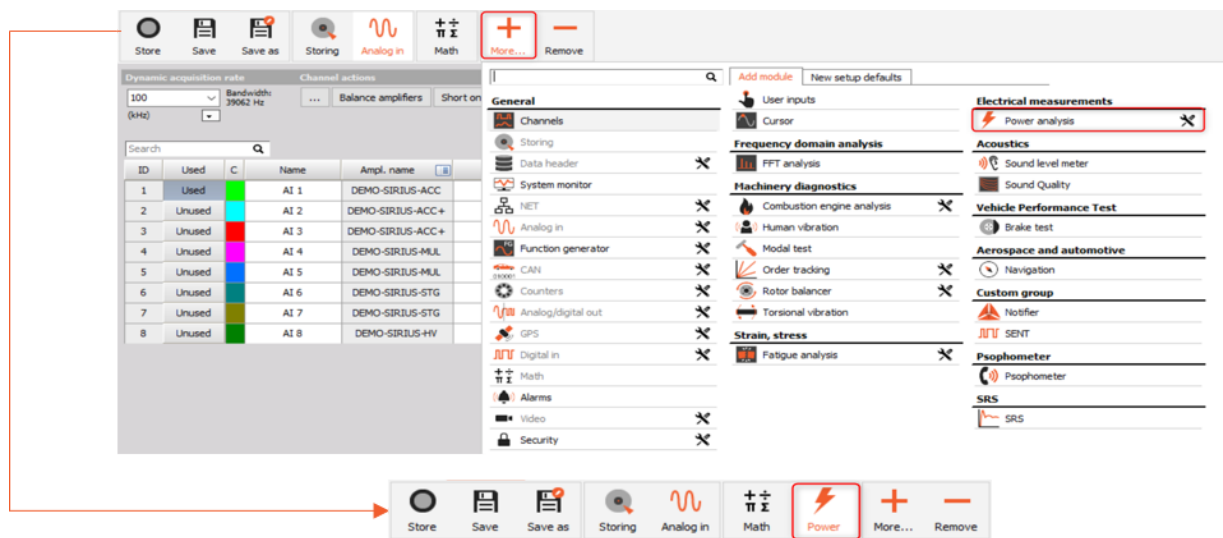 Store Save Save as Storing Analog in Math More... Remove
Dynamic acquisition rate Channel actions
100 Bandwidth: 39062 Hz ... Balance amplifiers Short on
(kHz)
Search
ID Used C Name Ampl. name
1 Used AI 1 DEMO-SIRIUS-ACC
2 Unused AI 2 DEMO-SIRIUS-ACC+
3 Unused AI 3 DEMO-SIRIUS-ACC+
4 Unused AI 4 DEMO-SIRIUS-MUL
5 Unused AI 5 DEMO-SIRIUS-MUL
6 Unused AI 6 DEMO-SIRIUS-STG
7 Unused AI 7 DEMO-SIRIUS-STG
8 Unused AI 8 DEMO-SIRIUS-HV
General
Channels
Storing
Data header
System monitor
NET
Analog in
Function generator
CAN
Counters
Analog/digital out
GPS
Digital in
Math
Alarms
Video
Security
Add module New setup defaults
User inputs
Cursor
Frequency domain analysis
FFT analysis
Machinery diagnostics
Combustion engine analysis
Human vibration
Modal test
Order tracking
Rotor balancer
Torsional vibration
Strain, stress
Fatigue analysis
Electrical measurements
Power analysis
Acoustics
Sound level meter
Sound Quality
Vehicle Performance Test
Brake test
Aerospace and automotive
Navigation
Custom group
Notifier
SENT
Psophometer
Psophometer
SRS
SRS
Store Save Save as Storing Analog in Math Power More... Remove